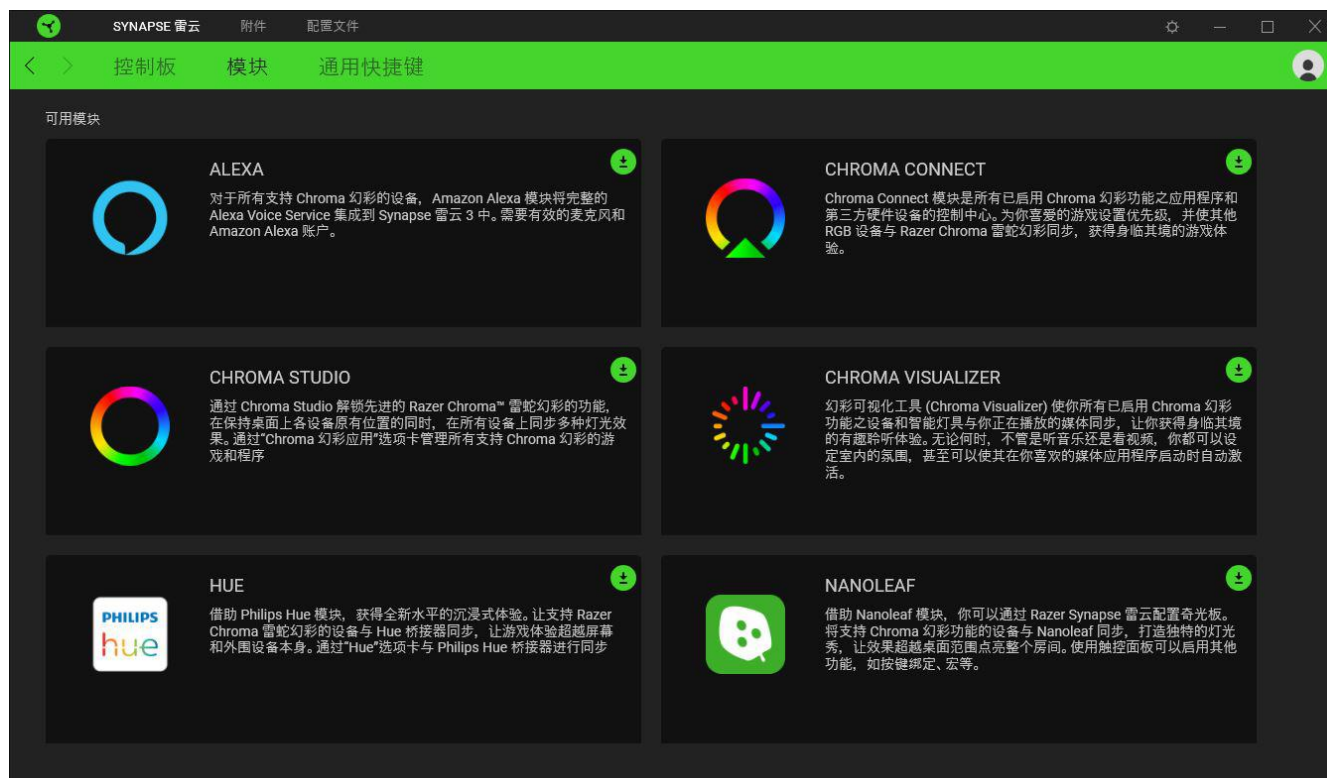 SYNAPSE 雷云 附件 配置文件
控制板 模块 通用快捷键
可用模块
ALEXA
对于所有支持 Chroma 幻彩的设备，Amazon Alexa 模块将完整的
Alexa Voice Service 集成到 Synapse 雷云 3 中。需要有效的麦克风和
Amazon Alexa 账户。
CHROMA CONNECT
Chroma Connect 模块是所有已启用 Chroma 幻彩功能之应用程序和
第三方硬件设备的控制中心。为你喜爱的游戏设置优先级，并使其他
RGB 设备与 Razer Chroma 雷蛇幻彩同步，获得身临其境的游戏体
验。
CHROMA STUDIO
通过 Chroma Studio 解锁先进的 Razer Chroma™ 雷蛇幻彩的功能，
在保持桌面上各设备原有位置的同时，在所有设备上同步多种灯光效
果。通过“Chroma 幻彩应用”选项卡管理所有支持 Chroma 幻彩的游
戏和程序
CHROMA VISUALIZER
幻彩可视化工具 (Chroma Visualizer) 使你所有已启用 Chroma 幻彩
功能之设备和智能灯具与你正在播放的媒体同步，让你获得身临其境
的有趣聆听体验。无论何时，不管是听音乐还是看视频，你都可以设
定室内的氛围，甚至可以使其在你喜欢的媒体应用程序启动时自动激
活。
PHILIPS
hue
HUE
借助 Philips Hue 模块，获得全新水平的沉浸式体验。让支持 Razer
Chroma 雷蛇幻彩的设备与 Hue 桥接器同步，让游戏体验超越屏幕
和外围设备本身。通过“Hue”选项卡与 Philips Hue 桥接器进行同步
NANOLEAF
借助 Nanoleaf 模块，你可以通过 Razer Synapse 雷云配置奇光板。
将支持 Chroma 幻彩功能的设备与 Nanoleaf 同步，打造独特的灯光
秀，让效果超越桌面范围点亮整个房间。使用触控面板可以启用其他
功能，如按键绑定、宏等。